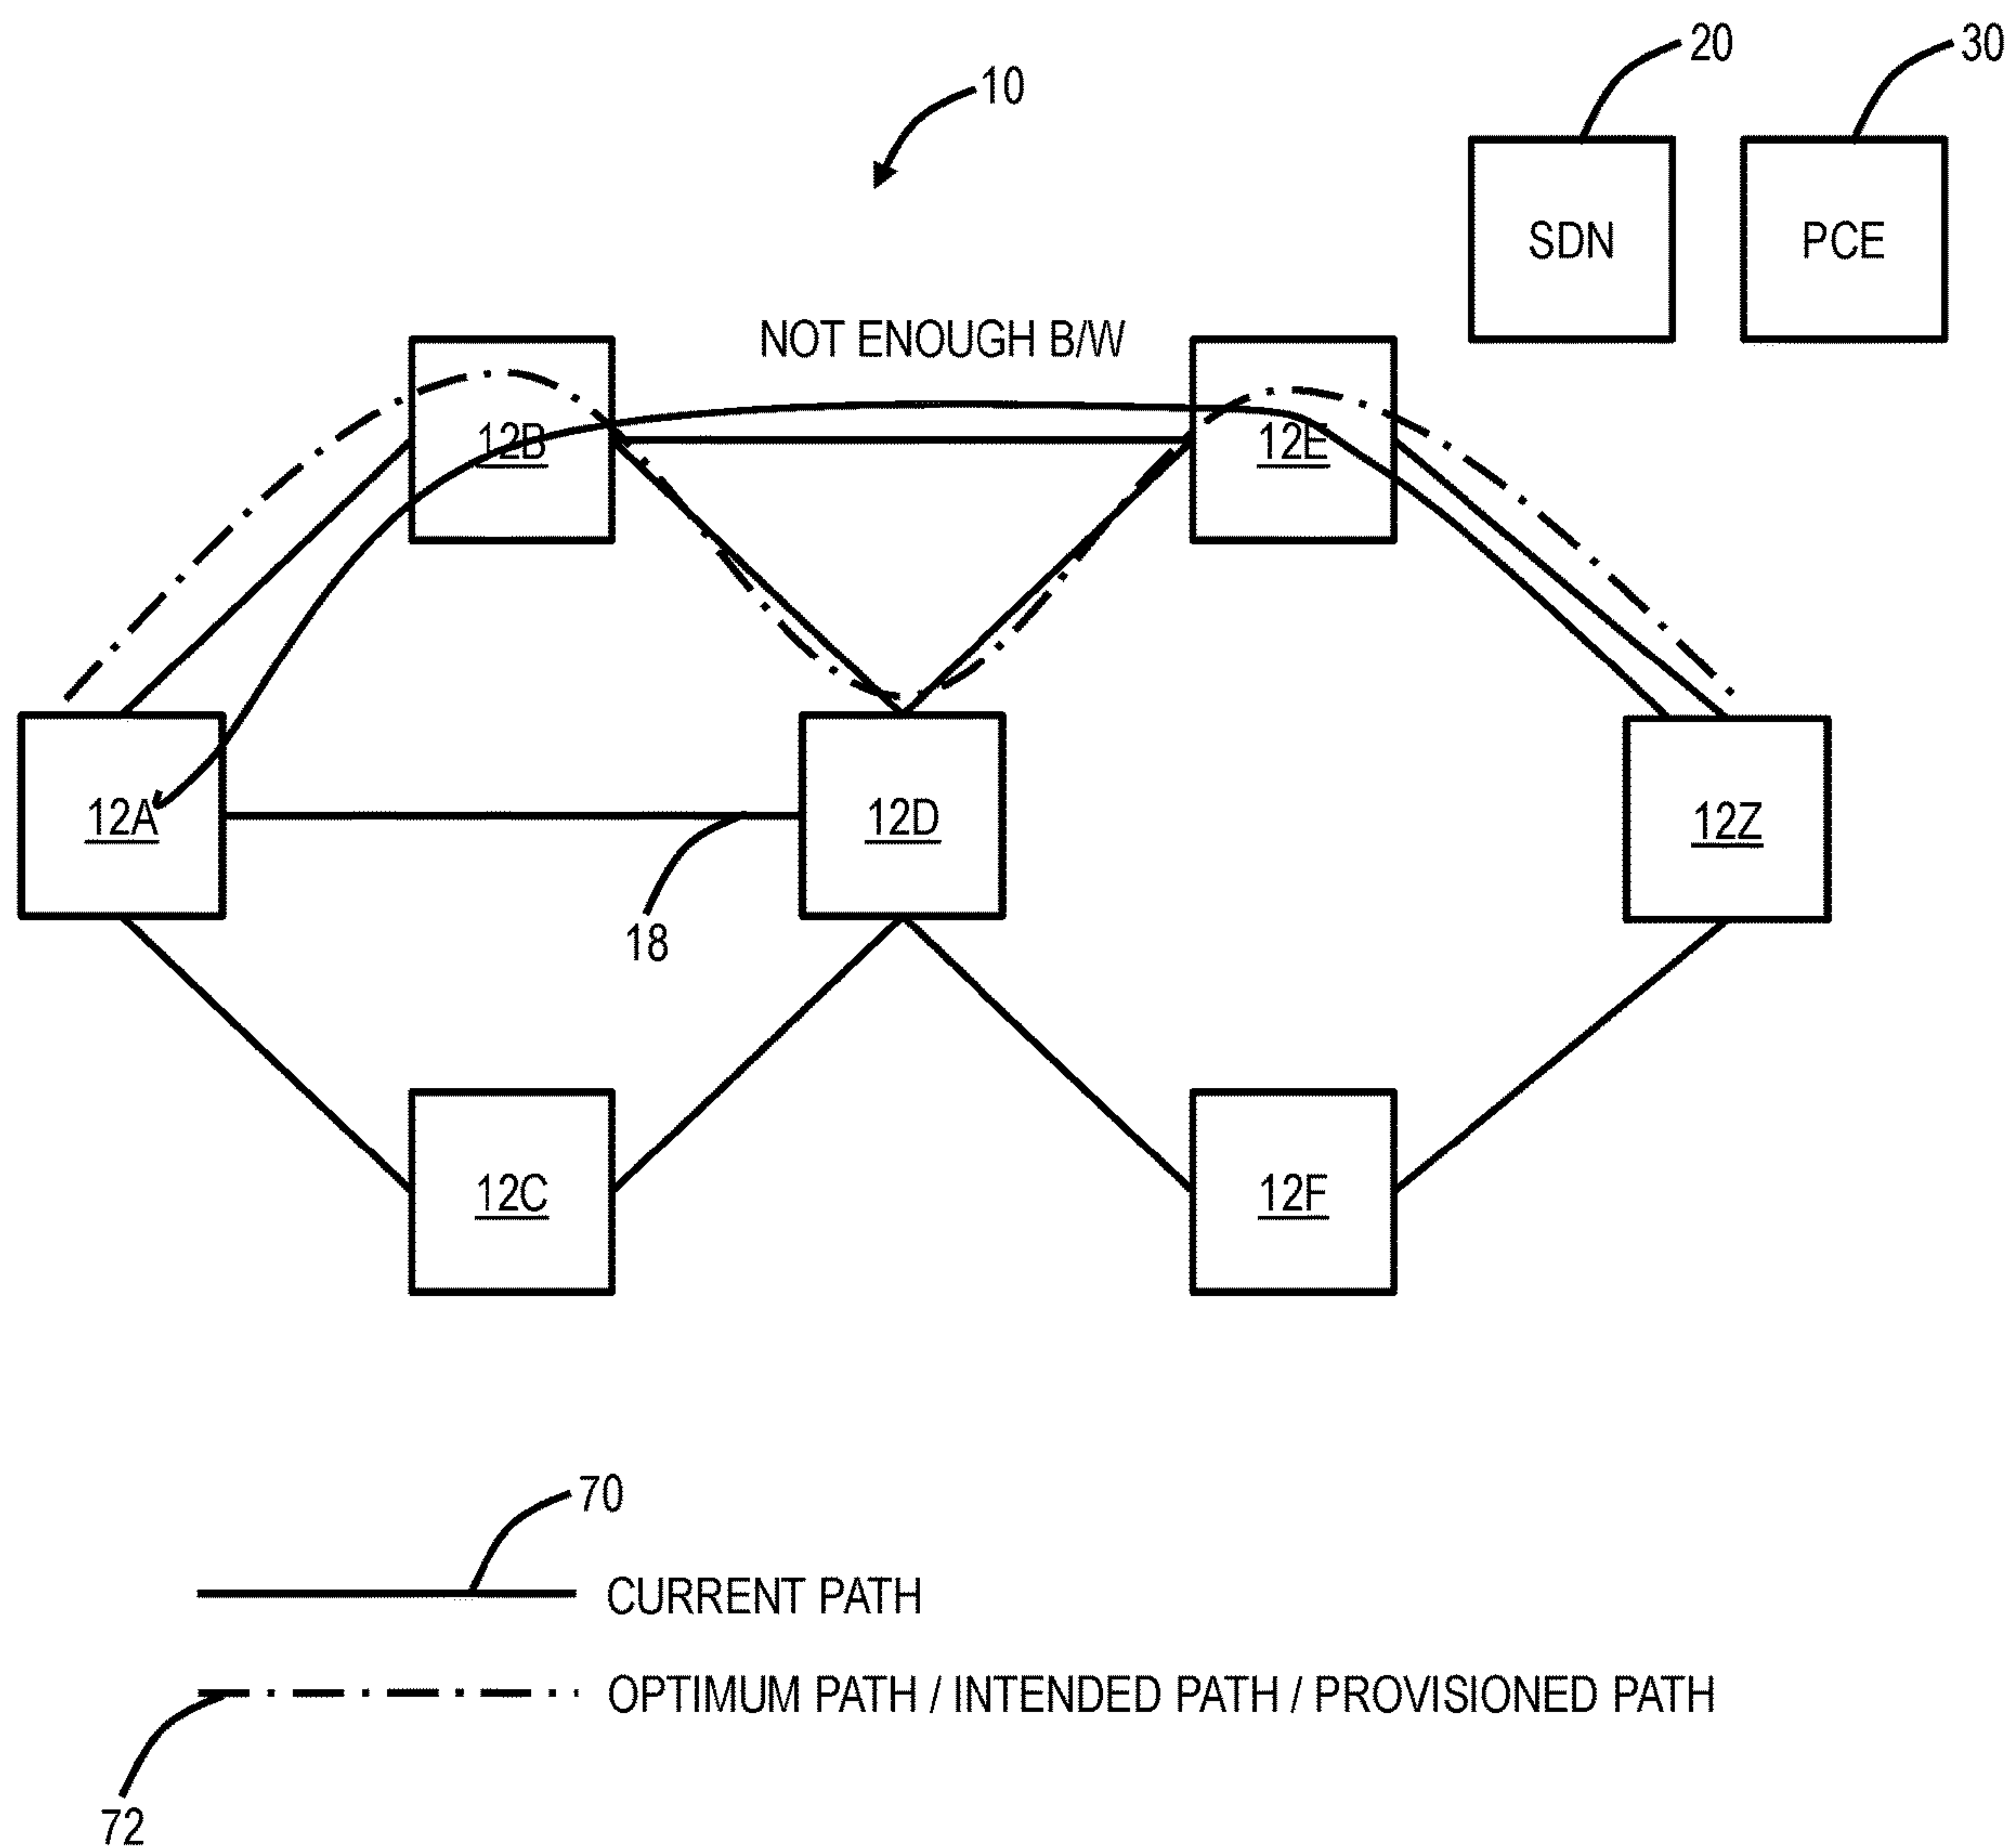 20
30
10
SDN
PCE
NOT ENOUGH B/W
12B
12E
12A
12D
12Z
18
12C
12F
70
CURRENT PATH
OPTIMUM PATH / INTENDED PATH / PROVISIONED PATH
72